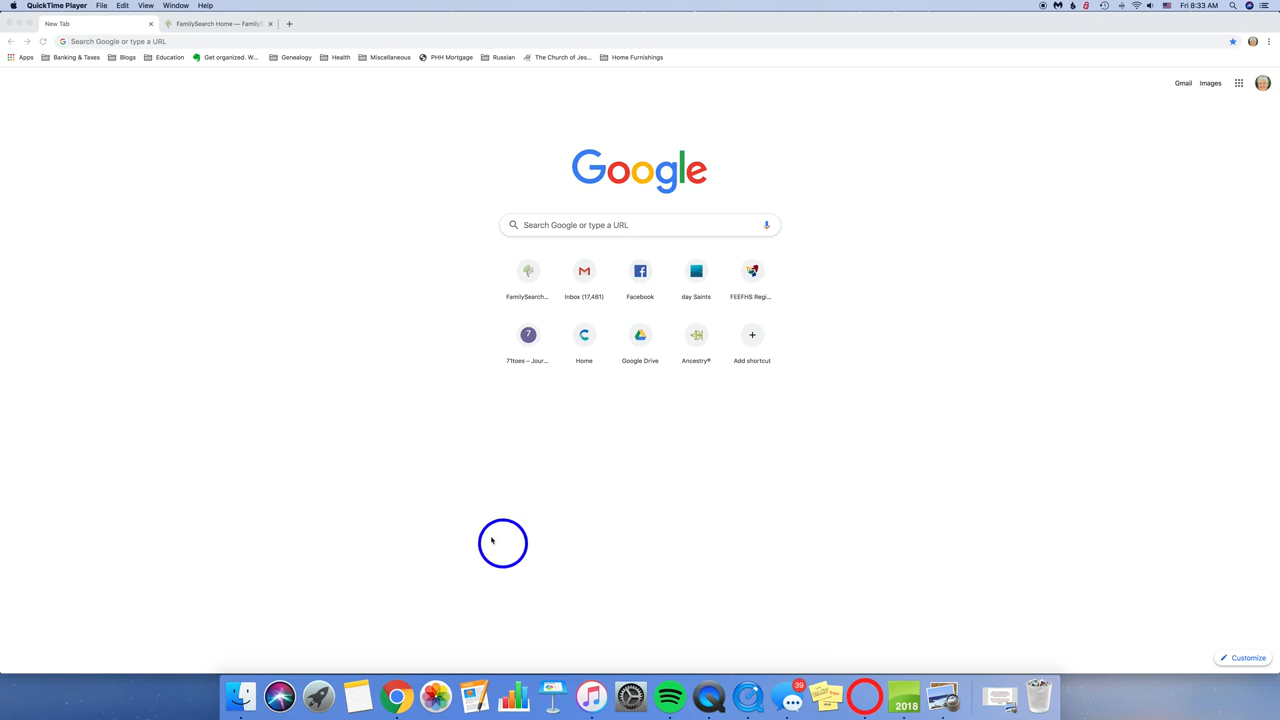 QuickTime Player File Edit View Window Help Fri 8:33 AM
New Tab FamilySearch Home — FamilyS
Search Google or type a URL
Apps Banking & Taxes Blogs Education Get organized. W... Genealogy Health Miscellaneous PHH Mortgage Russian The Church of Jes... Home Furnishings
Gmail Images
Google
Search Google or type a URL
FamilySearch... Inbox (17,461) Facebook day Saints FEEFHS Regi...
7
71toes – Jour... Home Google Drive Ancestry® Add shortcut
Customize
39
2018